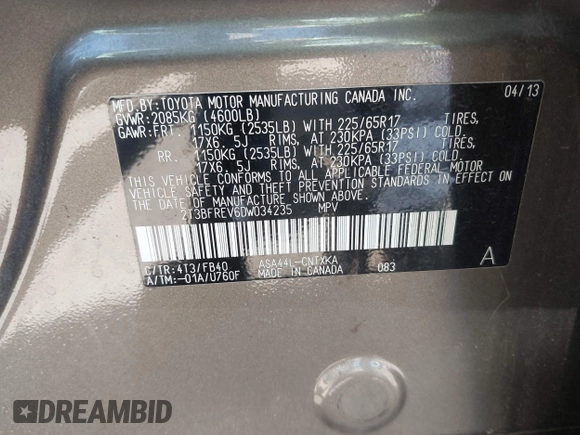 MFD. BY: TOYOTA MOTOR MANUFACTURING CANADA INC. 04/13
GVWR: 2085KG (4600LB)
GAWR: FRT. 1150KG (2535LB) WITH 225/65R17 TIRES,
17X6.5J RIMS, AT 230KPA (33PSI) COLD.
RR. 1150KG (2535LB) WITH 225/65R17 TIRES,
17X6.5J RIMS, AT 230KPA (33PSI) COLD.
THIS VEHICLE CONFORMS TO ALL APPLICABLE FEDERAL MOTOR
VEHICLE SAFETY AND THEFT PREVENTION STANDARDS IN EFFECT ON
THE DATE OF MANUFACTURE SHOWN ABOVE.
2T3BFREV6DW034235 MPV
C/TR: 4T3/FB40 ASA44L-CNTXKA 083 A
A/TM: -01A/U760F MADE IN CANADA
DREAMBID